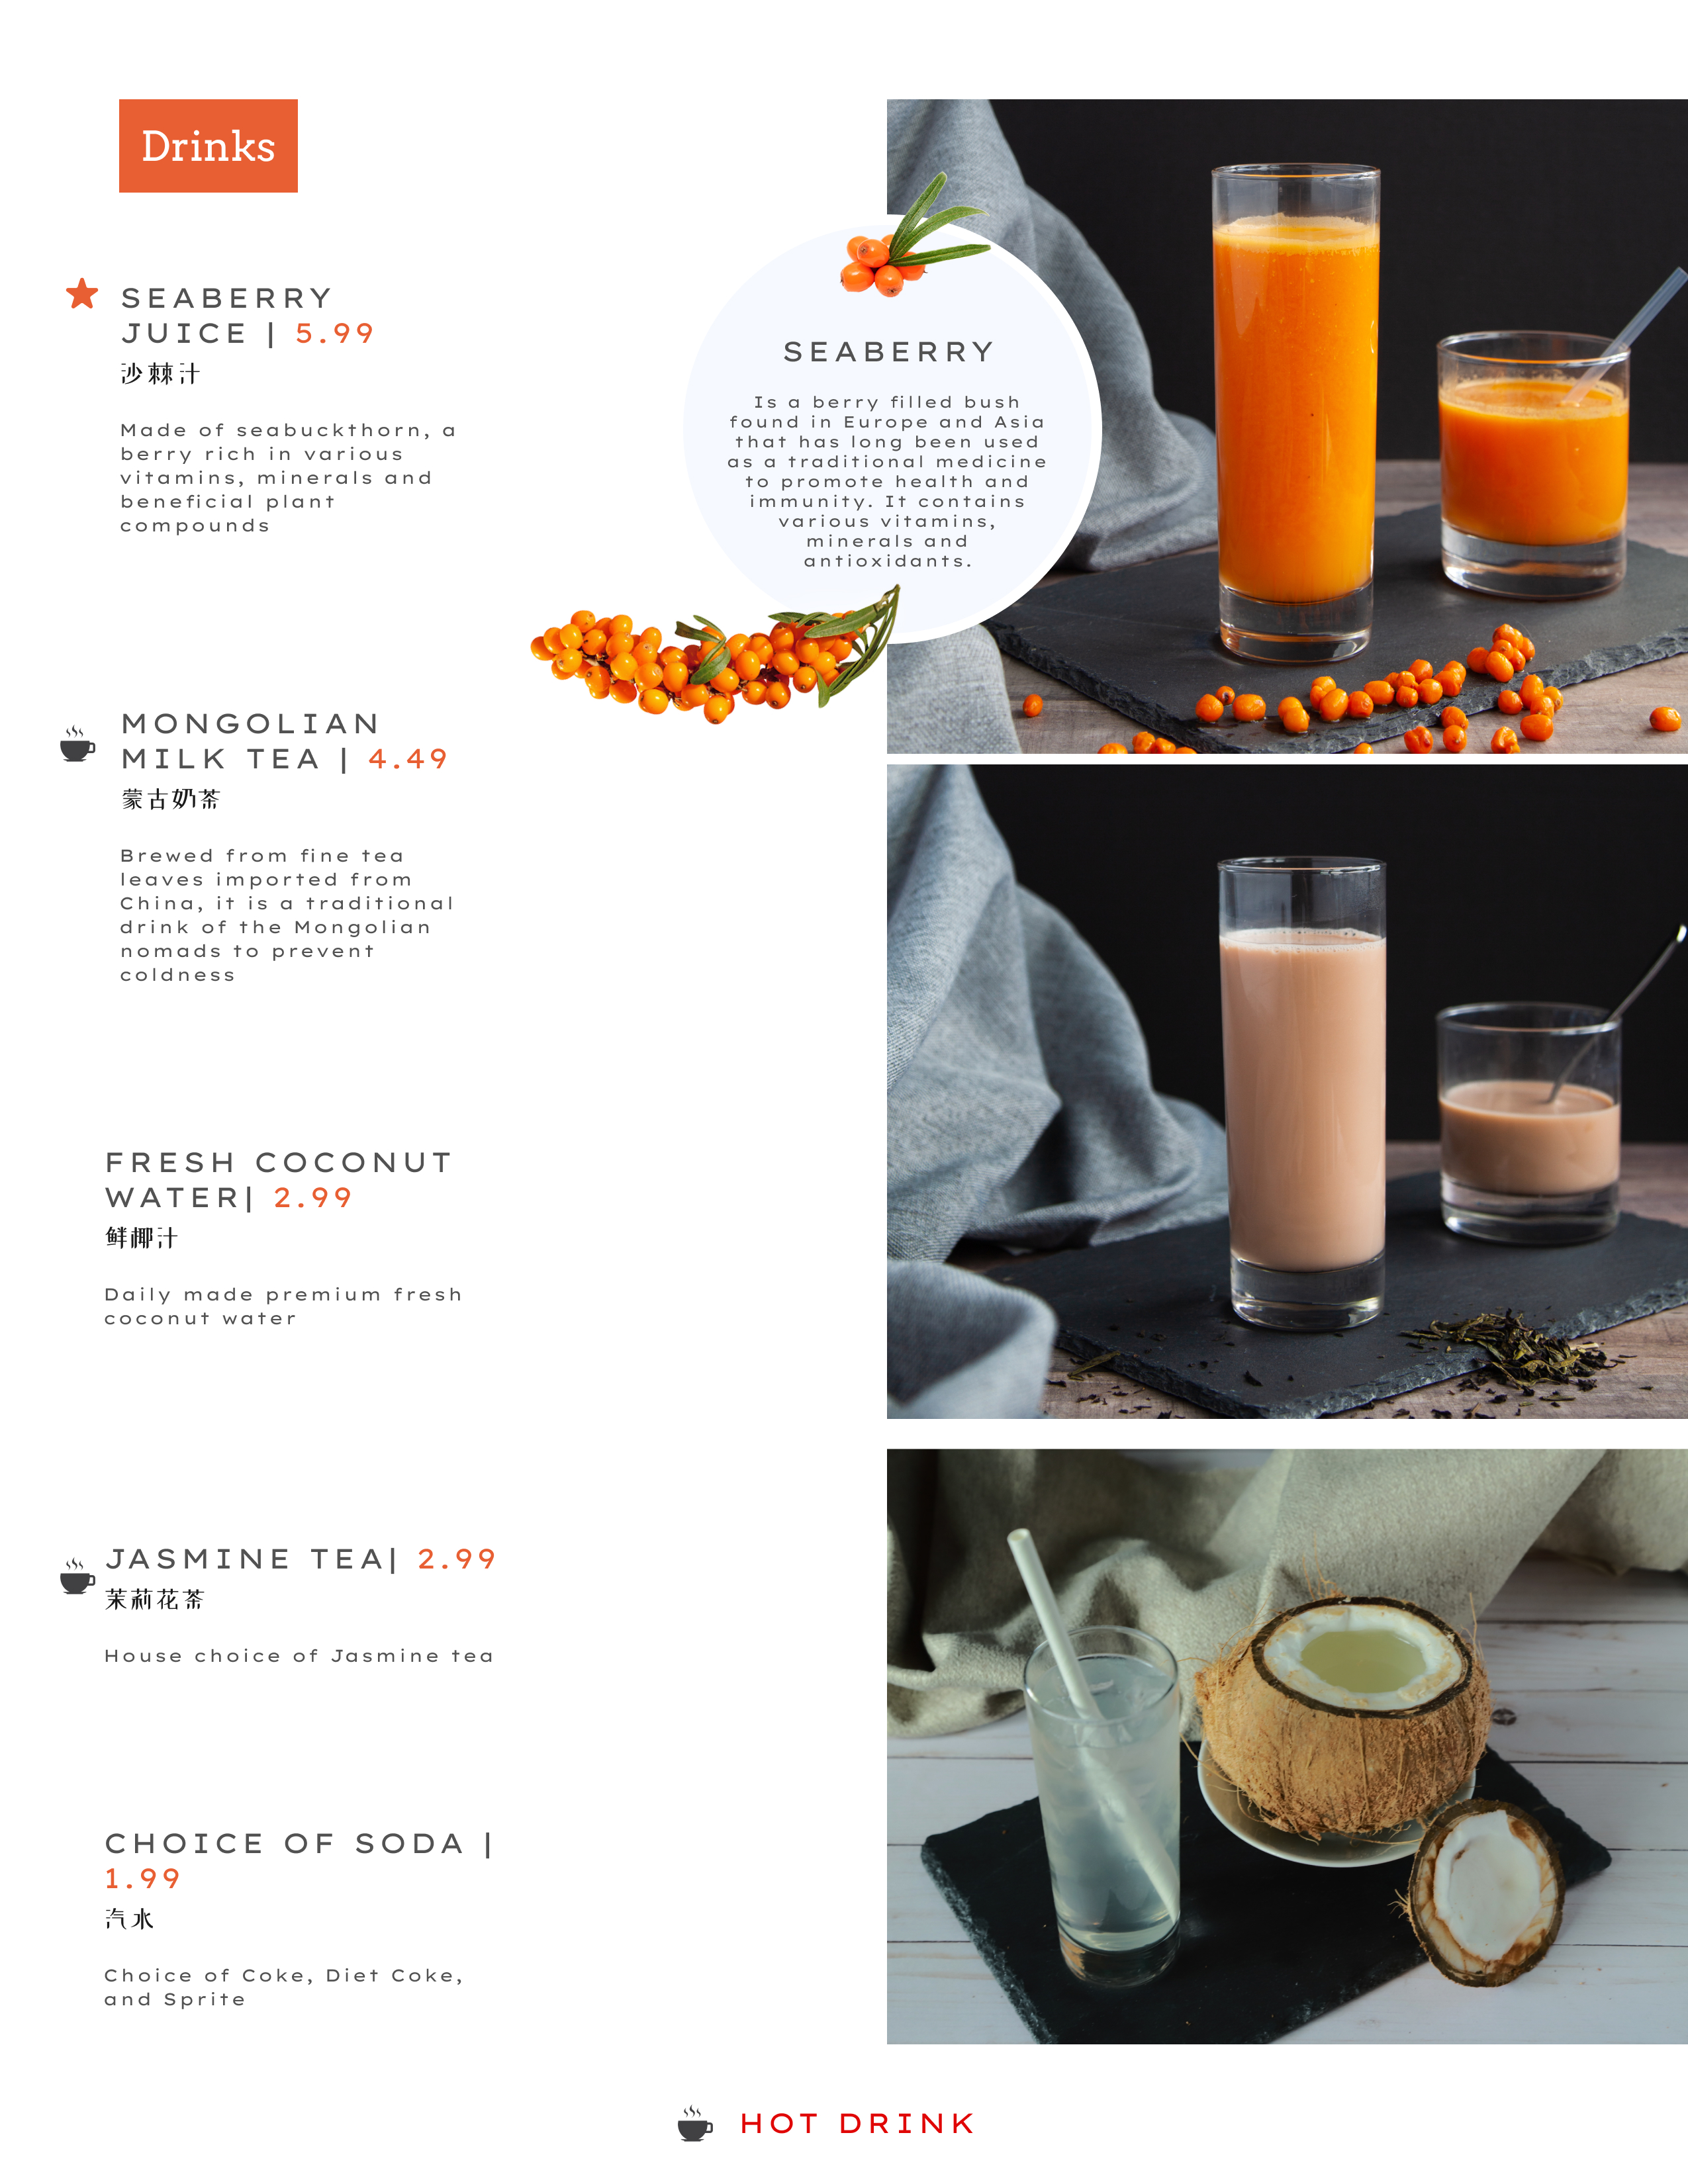 Drinks
SEABERRY
JUICE | 5.99
沙棘汁
Made of seabuckthorn, a
berry rich in various
vitamins, minerals and
beneficial plant
compounds
SEABERRY
Is a berry filled bush
found in Europe and Asia
that has long been used
as a traditional medicine
to promote health and
immunity. It contains
various vitamins,
minerals and
antioxidants.
MONGOLIAN
MILK TEA | 4.49
蒙古奶茶
Brewed from fine tea
leaves imported from
China, it is a traditional
drink of the Mongolian
nomads to prevent
coldness
FRESH COCONUT
WATER| 2.99
鲜椰汁
Daily made premium fresh
coconut water
JASMINE TEA| 2.99
茉莉花茶
House choice of Jasmine tea
CHOICE OF SODA |
1.99
汽水
Choice of Coke, Diet Coke,
and Sprite
HOT DRINK